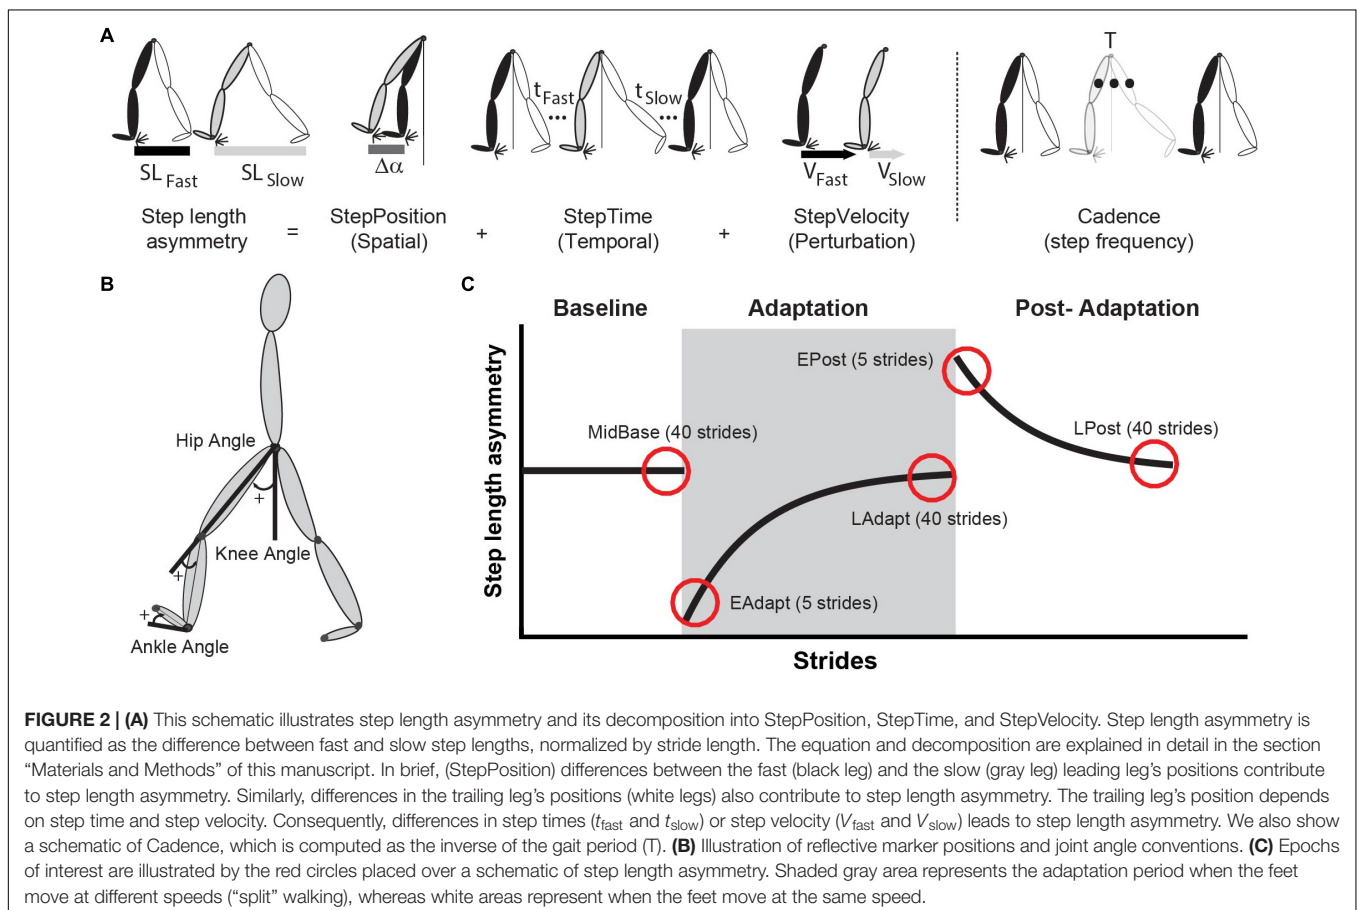 A
T
t Fast
t Slow
SL Fast
SL Slow
Δα
V Fast
V Slow
Step length
asymmetry
=
StepPosition
(Spatial)
+
StepTime
(Temporal)
+
StepVelocity
(Perturbation)
Cadence
(step frequency)
B
Hip Angle
+
Knee Angle
+
+
Ankle Angle
C
Baseline
Adaptation
Post- Adaptation
Step length asymmetry
EPost (5 strides)
MidBase (40 strides)
LPost (40 strides)
LAdapt (40 strides)
EAdapt (5 strides)
Strides
FIGURE 2 | (A) This schematic illustrates step length asymmetry and its decomposition into StepPosition, StepTime, and StepVelocity. Step length asymmetry is
quantified as the difference between fast and slow step lengths, normalized by stride length. The equation and decomposition are explained in detail in the section
“Materials and Methods” of this manuscript. In brief, (StepPosition) differences between the fast (black leg) and the slow (gray leg) leading leg’s positions contribute
to step length asymmetry. Similarly, differences in the trailing leg’s positions (white legs) also contribute to step length asymmetry. The trailing leg’s position depends
on step time and step velocity. Consequently, differences in step times (tfast and tslow) or step velocity (Vfast and Vslow) leads to step length asymmetry. We also show
a schematic of Cadence, which is computed as the inverse of the gait period (T). (B) Illustration of reflective marker positions and joint angle conventions. (C) Epochs
of interest are illustrated by the red circles placed over a schematic of step length asymmetry. Shaded gray area represents the adaptation period when the feet
move at different speeds (“split” walking), whereas white areas represent when the feet move at the same speed.